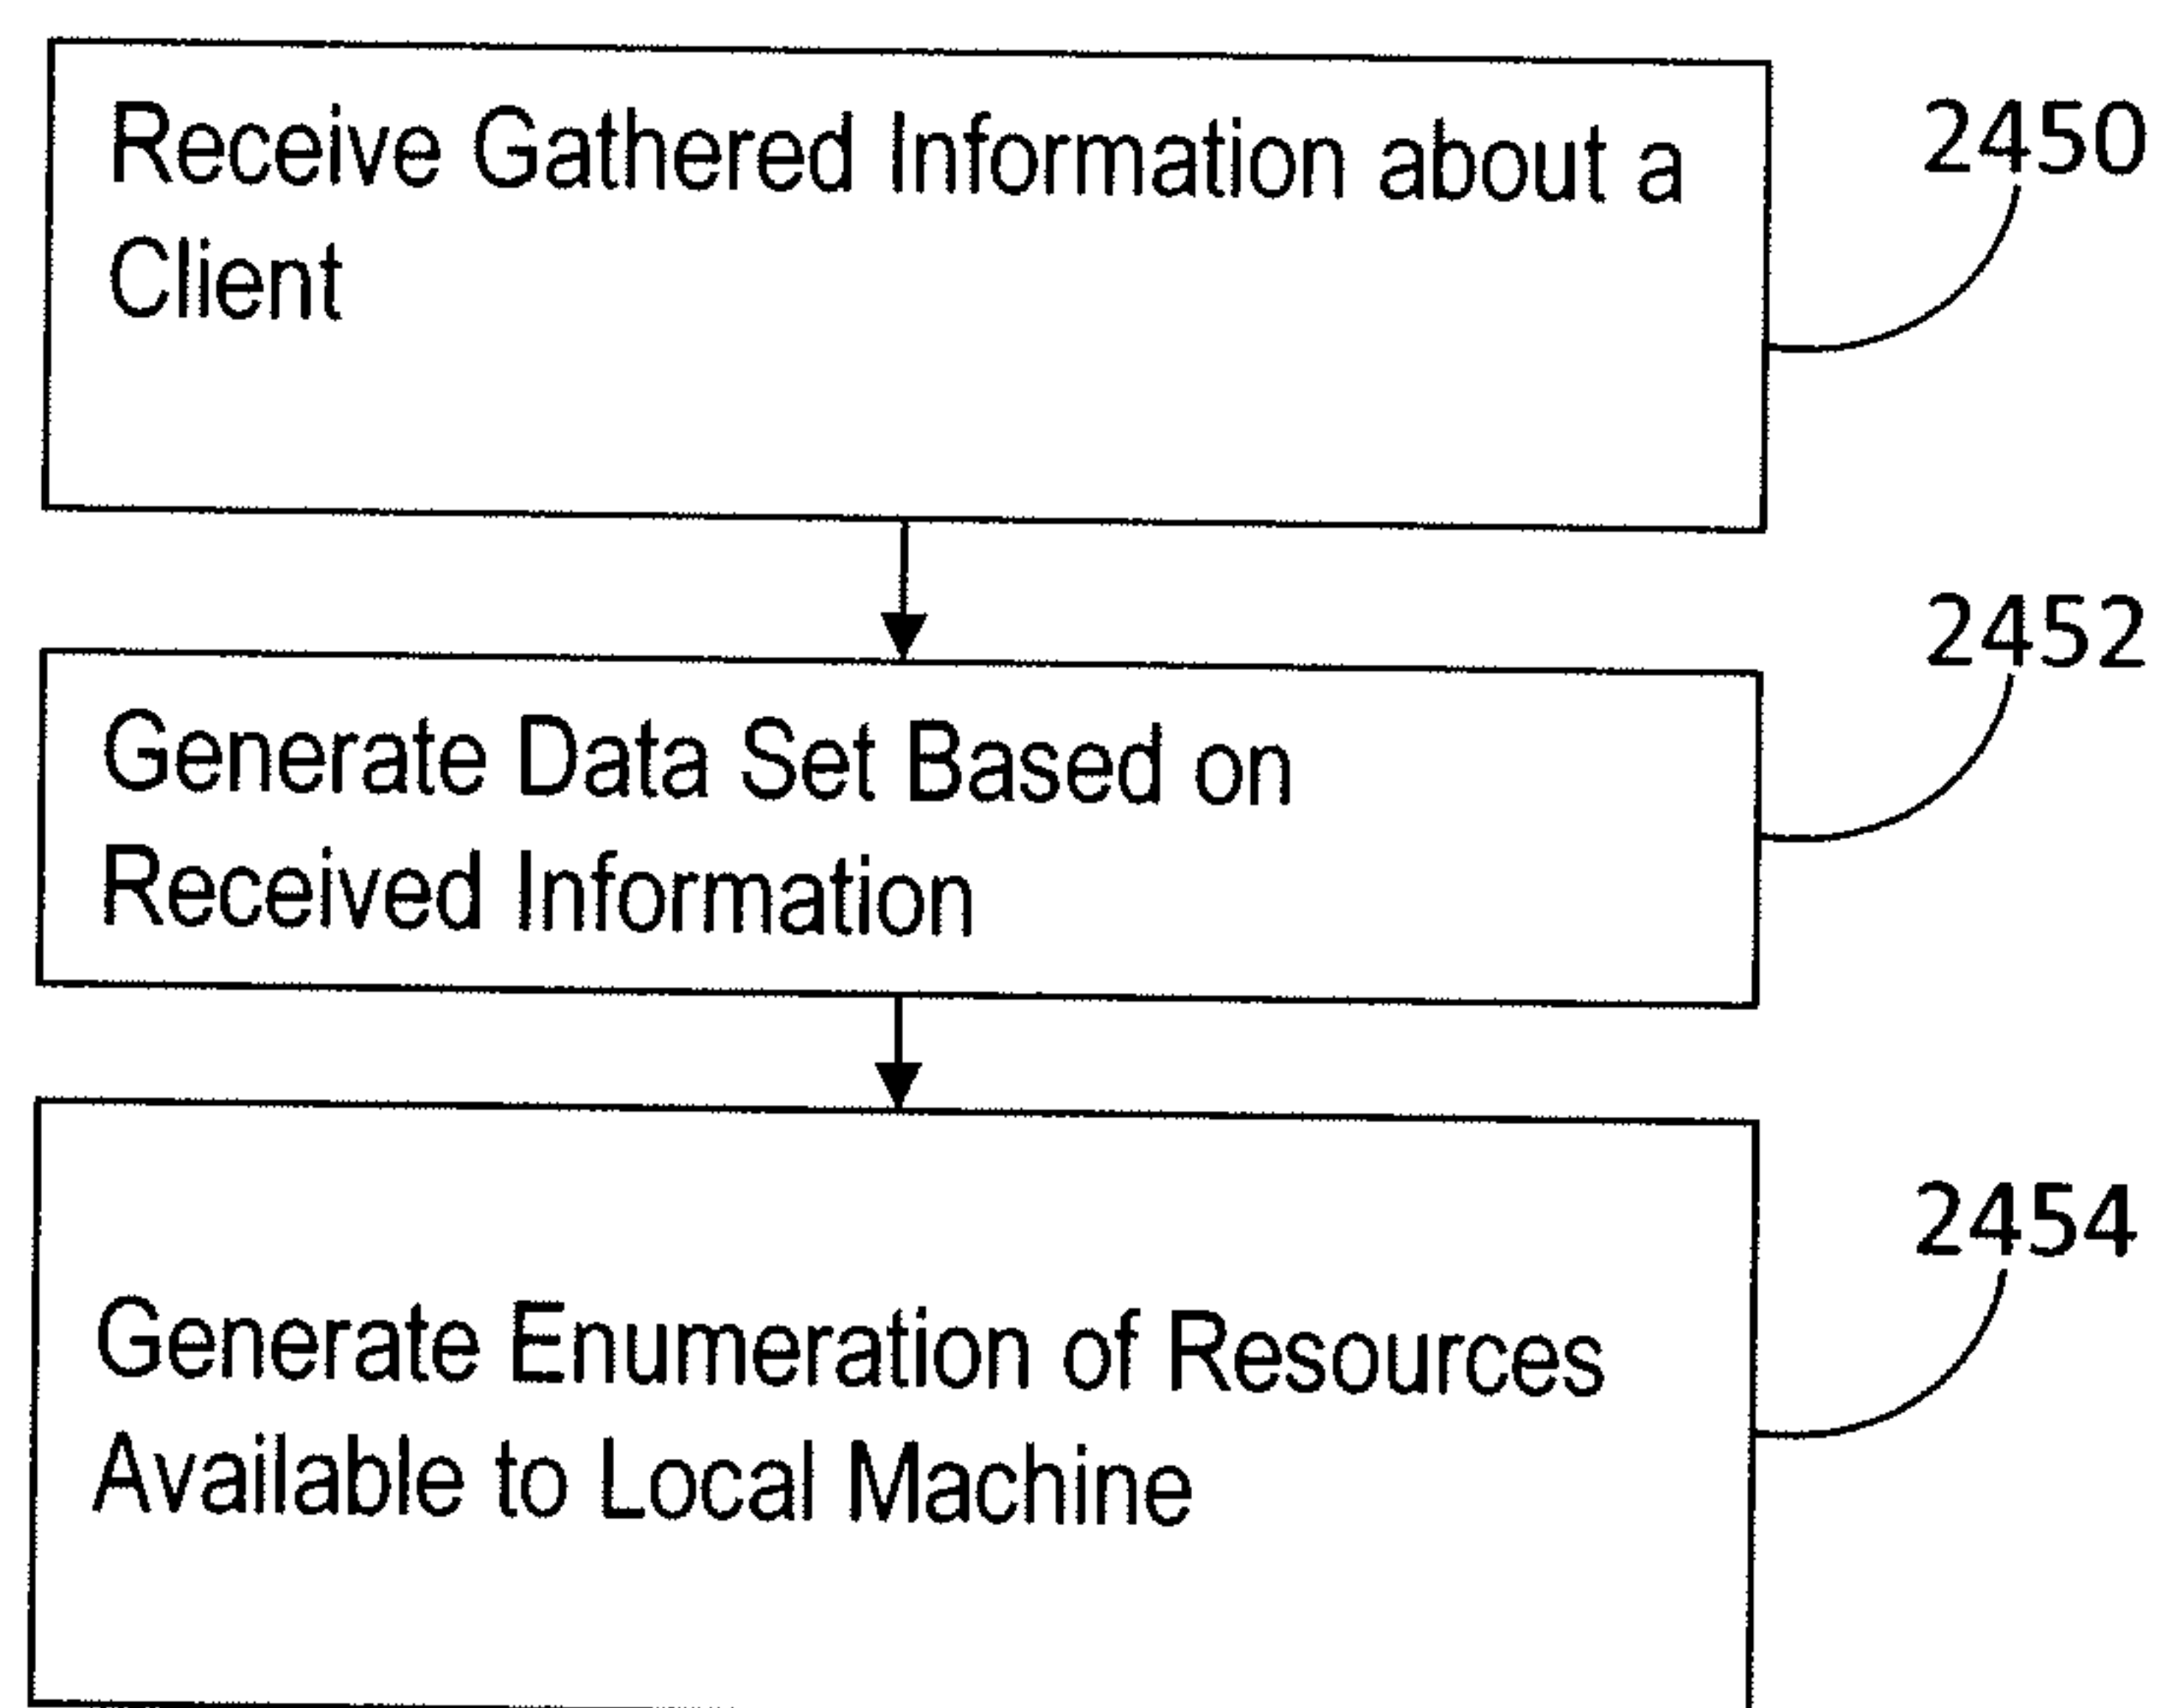 Receive Gathered Information about a
Client
2450
Generate Data Set Based on
Received Information
2452
Generate Enumeration of Resources
Available to Local Machine
2454